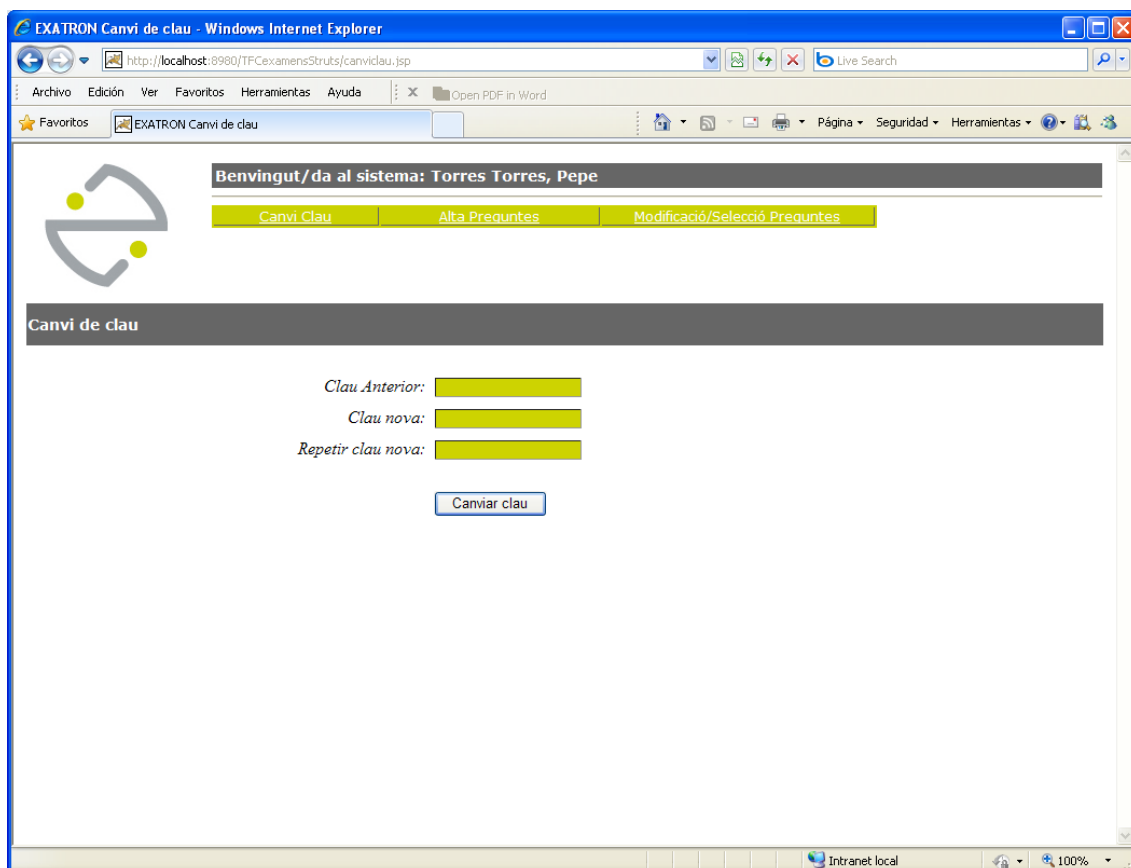 EXATRON Canvi de clau - Windows Internet Explorer
http://localhost:8980/TFCexamensStruts/canviclau.jsp Live Search
Archivo Edición Ver Favoritos Herramientas Ayuda X Open PDF in Word
Favoritos EXATRON Canvi de clau Página Seguridad Herramientas
Benvingut/da al sistema: Torres Torres, Pepe
Canvi Clau Alta Preguntes Modificació/Selecció Preguntes
Canvi de clau
Clau Anterior:
Clau nova:
Repetir clau nova:
Canviar clau
Intranet local 100%